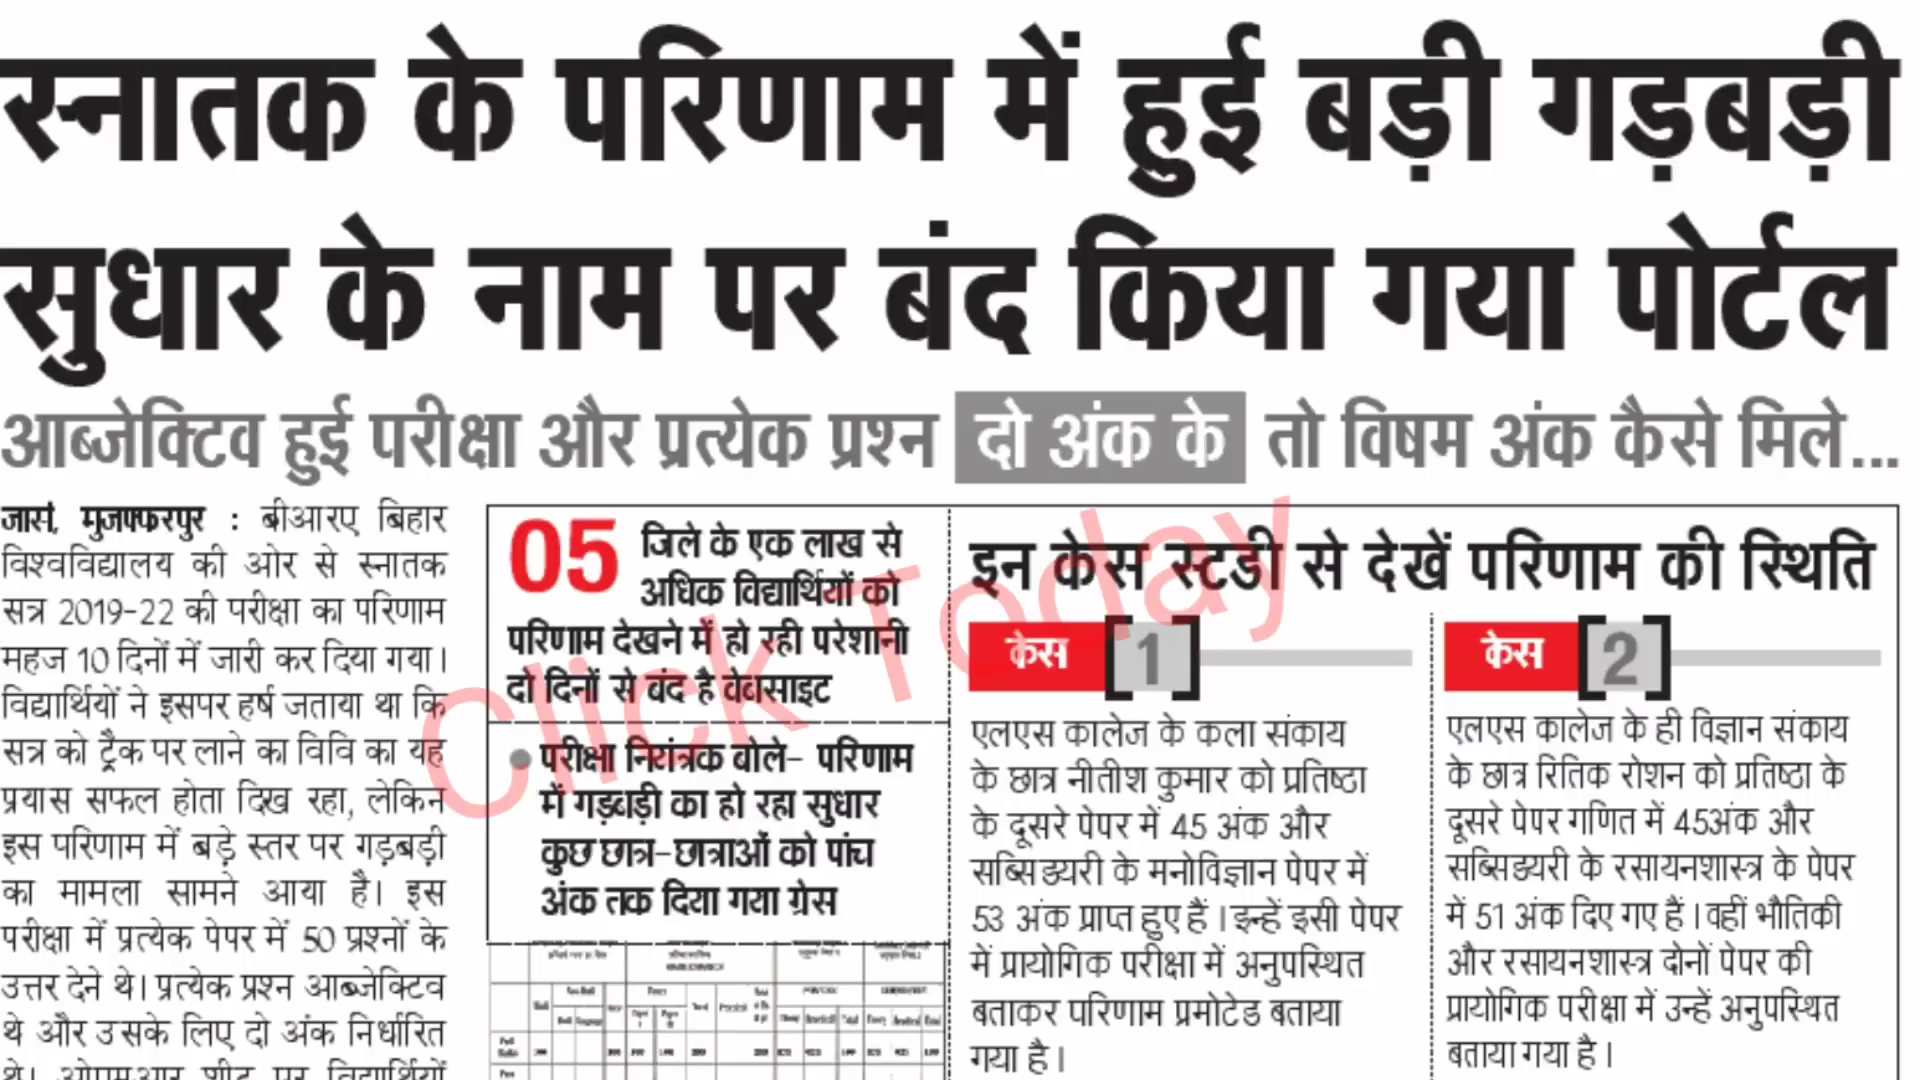 स्नातक के परिणाम में हुई बड़ी गड़बड़ी
सुधार के नाम पर बंद किया गया पोर्टल
आब्जेक्टिव हुई परीक्षा और प्रत्येक प्रश्न दो अंक के तो विषम अंक कैसे मिले...
जासं, मुजफ्फरपुर : बीआरए बिहार
विश्वविद्यालय की ओर से स्नातक
सत्र 2019-22 की परीक्षा का परिणाम
महज 10 दिनों में जारी कर दिया गया।
विद्यार्थियों ने इसपर हर्ष जताया था कि
सत्र को ट्रैक पर लाने का विवि का यह
प्रयास सफल होता दिख रहा, लेकिन
इस परिणाम में बड़े स्तर पर गड़बड़ी
का मामला सामने आया है। इस
परीक्षा में प्रत्येक पेपर में 50 प्रश्नों के
उत्तर देने थे। प्रत्येक प्रश्न आब्जेक्टिव
थे और उसके लिए दो अंक निर्धारित
थे। ओएमआर शीट पर विद्यार्थियों
05 जिले के एक लाख से
अधिक विद्यार्थियों को
परिणाम देखने में हो रही परेशानी
दो दिनों से बंद है वेबसाइट
परीक्षा नियंत्रक बोले- परिणाम
में गड़बड़ी का हो रहा सुधार
कुछ छात्र-छात्राओं को पांच
अंक तक दिया गया ग्रेस
इन केस स्टडी से देखें परिणाम की स्थिति
केस [1]
एलएस कालेज के कला संकाय
के छात्र नीतीश कुमार को प्रतिष्ठा
के दूसरे पेपर में 45 अंक और
सब्सिड्यरी के मनोविज्ञान पेपर में
53 अंक प्राप्त हुए हैं। इन्हें इसी पेपर
में प्रायोगिक परीक्षा में अनुपस्थित
बताकर परिणाम प्रमोटेड बताया
गया है।
केस [2]
एलएस कालेज के ही विज्ञान संकाय
के छात्र रितिक रोशन को प्रतिष्ठा के
दूसरे पेपर गणित में 45अंक और
सब्सिड्यरी के रसायनशास्त्र के पेपर
में 51 अंक दिए गए हैं। वहीं भौतिकी
और रसायनशास्त्र दोनों पेपर की
प्रायोगिक परीक्षा में उन्हें अनुपस्थित
बताया गया है।
Click Today